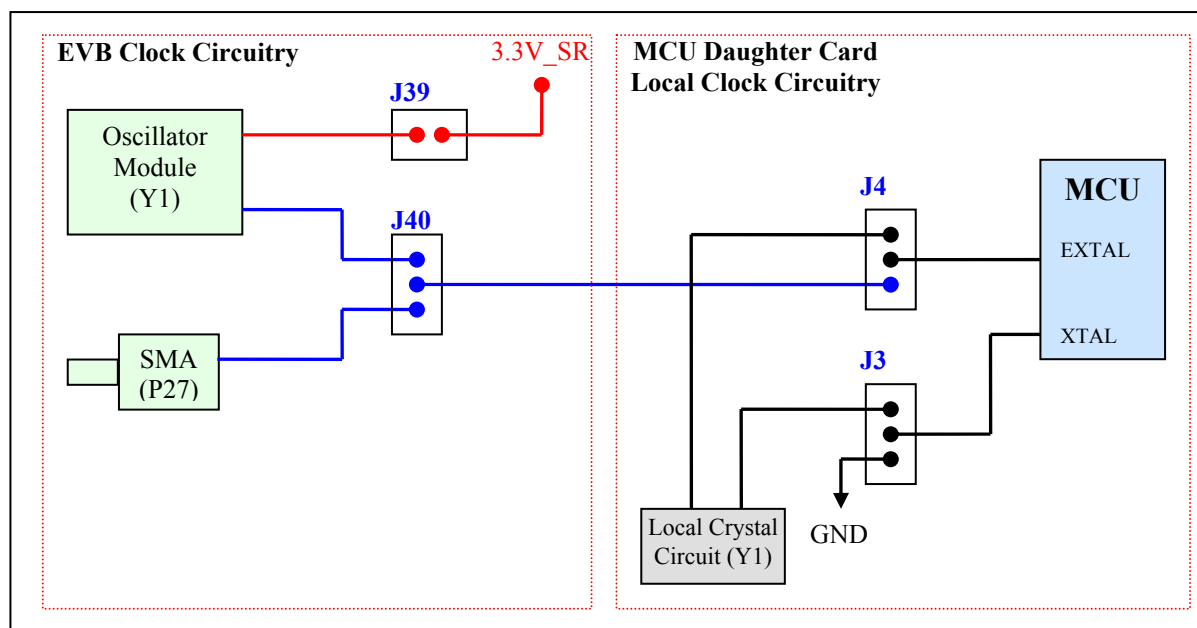 EVB Clock Circuitry
3.3V_SR
J39
Oscillator
Module
(Y1)
J40
SMA
(P27)
MCU Daughter Card
Local Clock Circuitry
J4
MCU
EXTAL
XTAL
J3
GND
Local Crystal
Circuit (Y1)